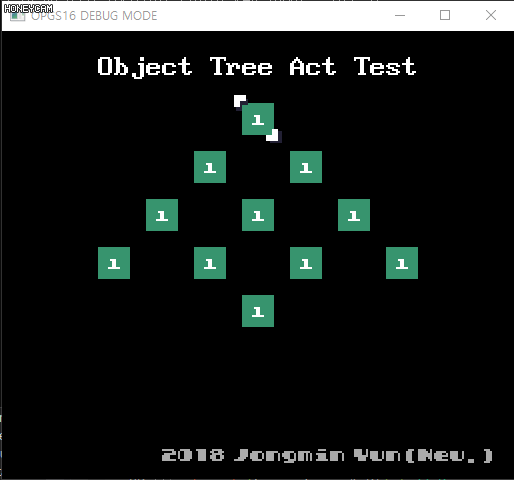 HONEYCAM
OPGS16 DEBUG MODE
Object Tree Act Test
1
1 1
1 1 1
1 1 1 1
1
2018 Jongmin Yun(Neu.)